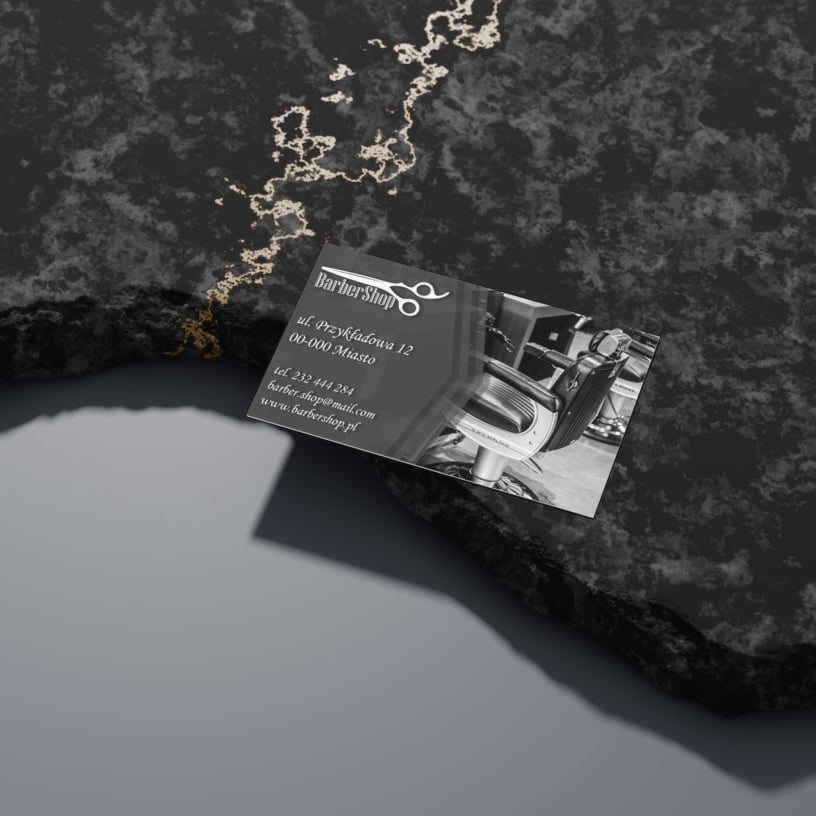 BarberShop
ul. Przykładowa 12
00-000 Miasto
tel. 232 444 284
barber.shop@mail.com
www.barbershop.pl